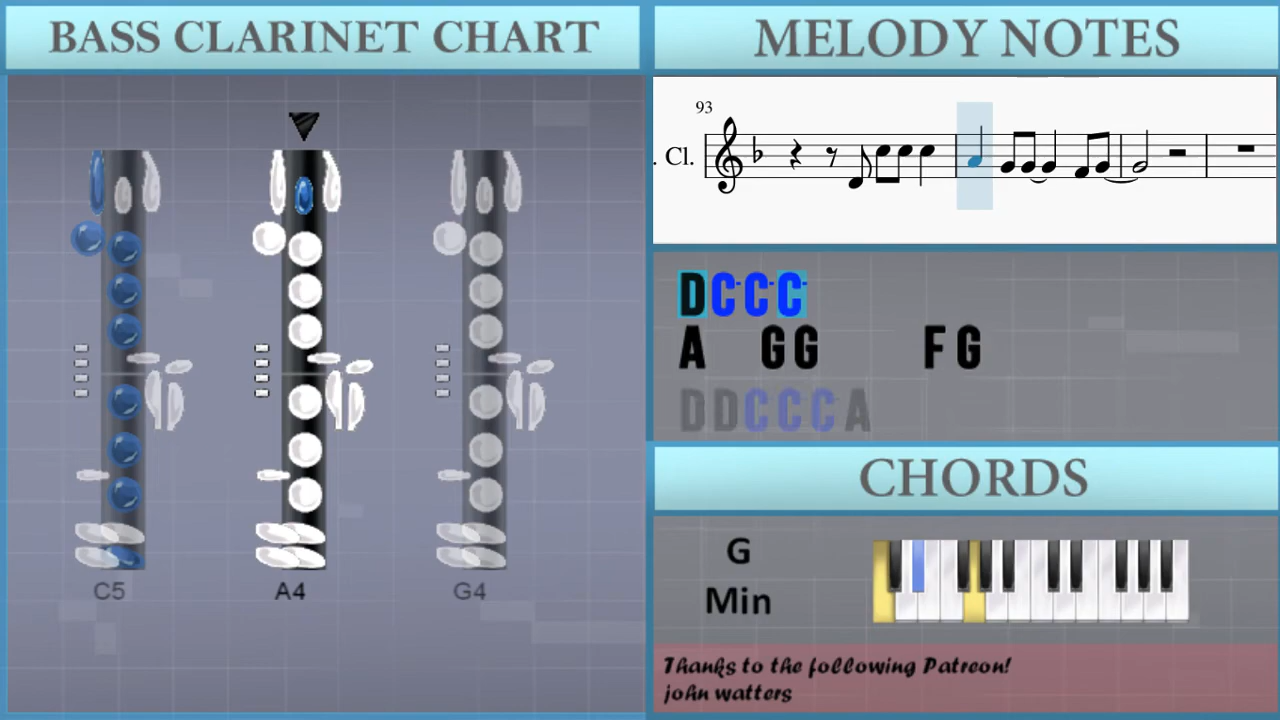 BASS CLARINET CHART
C5 A4 G4
MELODY NOTES
93
. Cl.
DCCC
A GG FG
DDCCCA
CHORDS
G
Min
Thanks to the following Patreon!
john watters